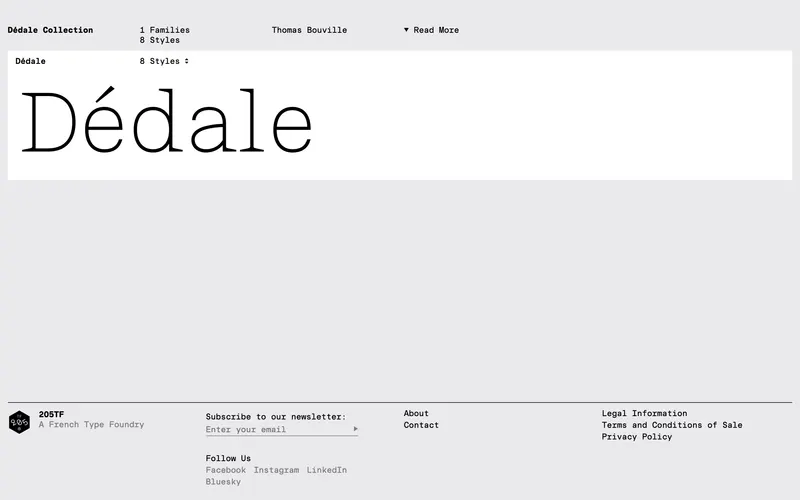 Dédale Collection
1 Families
8 Styles
Thomas Bouville
▼ Read More
Dédale
8 Styles
Dédale
205TF
A French Type Foundry
Subscribe to our newsletter:
Enter your email
Follow Us
Facebook Instagram LinkedIn
Bluesky
About
Contact
Legal Information
Terms and Conditions of Sale
Privacy Policy